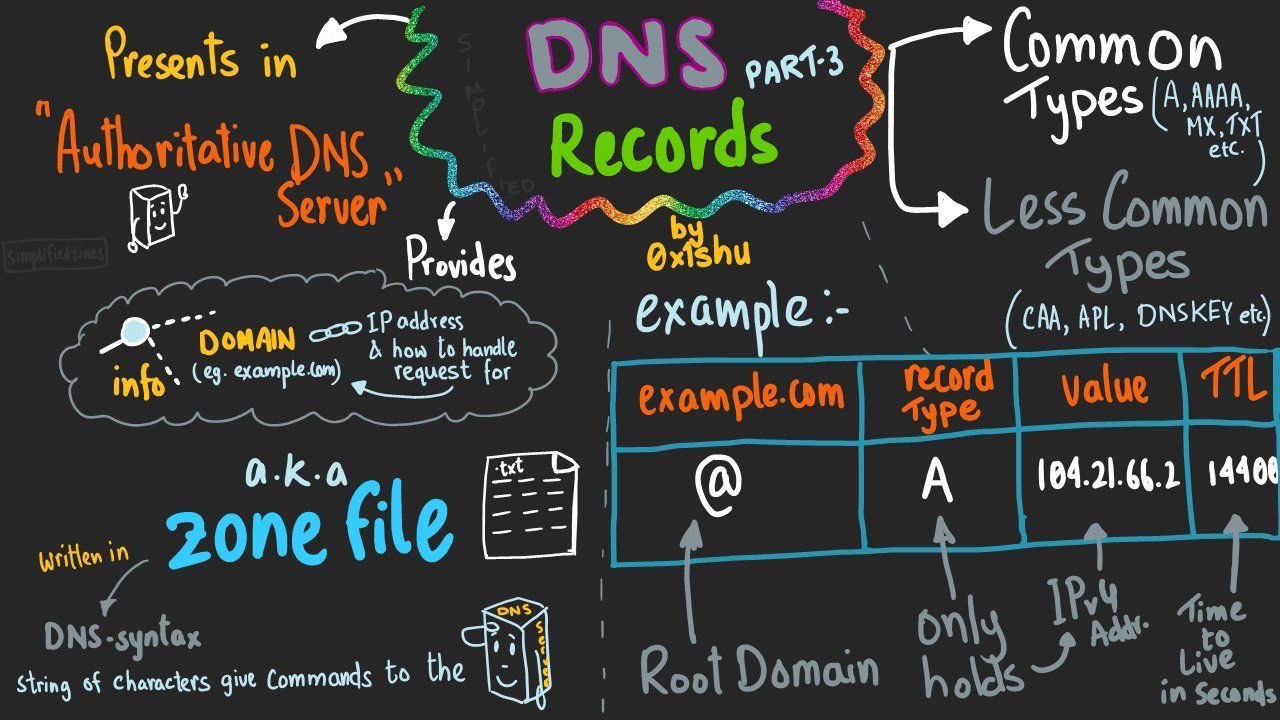 DNS
PART-3
Records
SIMPLIFIED
by
0x1shu
Presents in
"Authoritative DNS
Server"
simplifiedzines
Provides
info
DOMAIN
(eg. example.com)
IP address
& how to handle
request for
a.k.a
zone file
.txt
Written in
DNS-syntax
string of characters give commands to the
DNS
Server
Common
Types (A, AAAA,
MX, TXT
etc.)
Less Common
Types
(CAA, APL, DNSKEY etc.)
example :-
example.com
record
Type
value
TTL
@
A
104.21.66.2
14400
Root Domain
only
holds
IPv4
Addr.
Time
to
Live
in Seconds